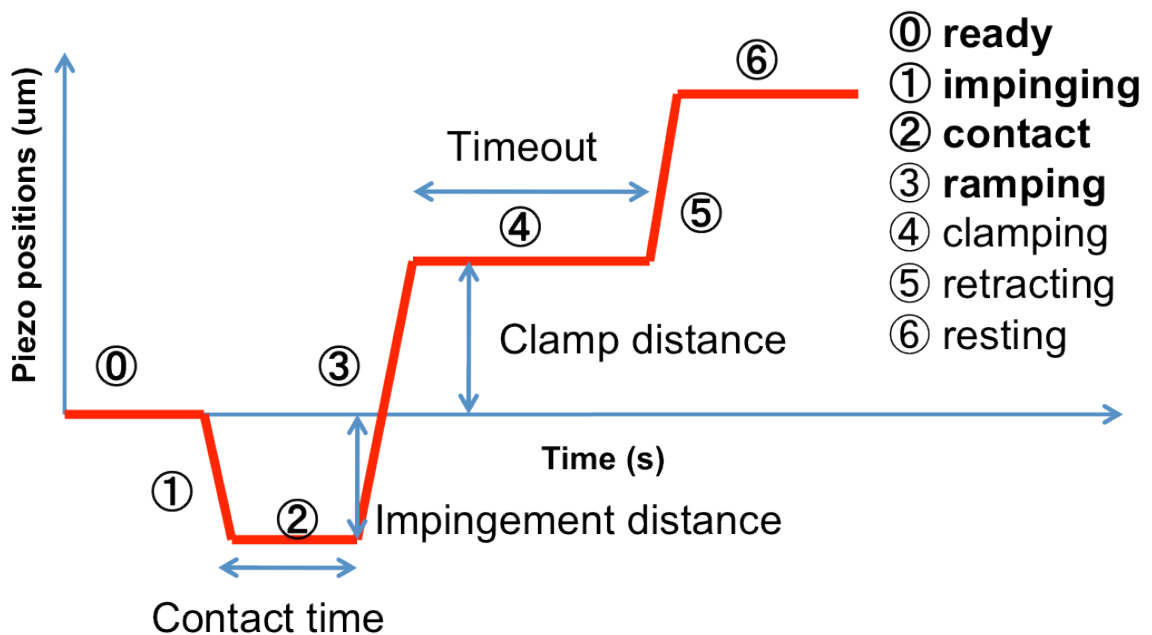 ⓪ ready
① impinging
② contact
③ ramping
④ clamping
⑤ retracting
⑥ resting
Piezo positions (um)
⑥
Timeout
⑤
④
Clamp distance
③
⓪
Time (s)
①
②
Impingement distance
Contact time